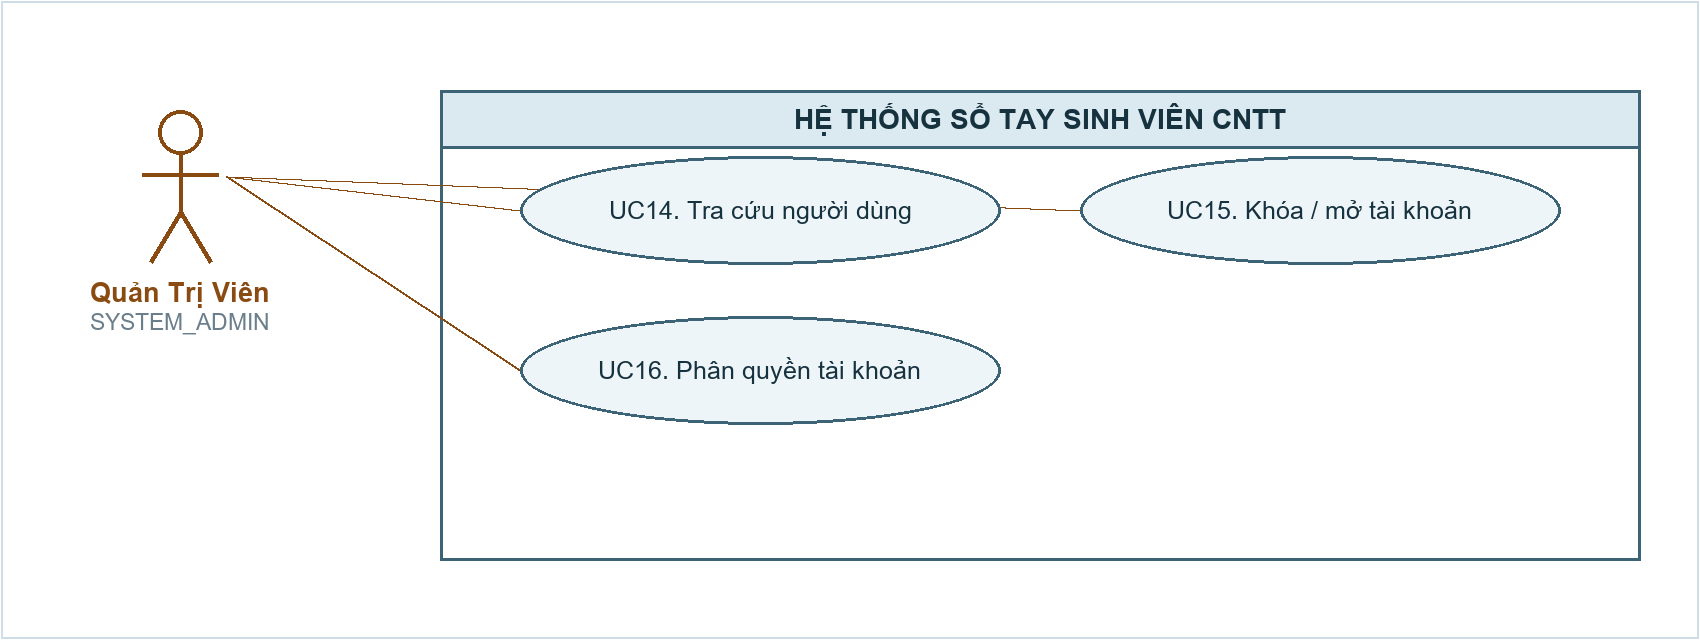 HỆ THỐNG SỔ TAY SINH VIÊN CNTT
UC14. Tra cứu người dùng
UC15. Khóa / mở tài khoản
Quản Trị Viên
SYSTEM_ADMIN
UC16. Phân quyền tài khoản